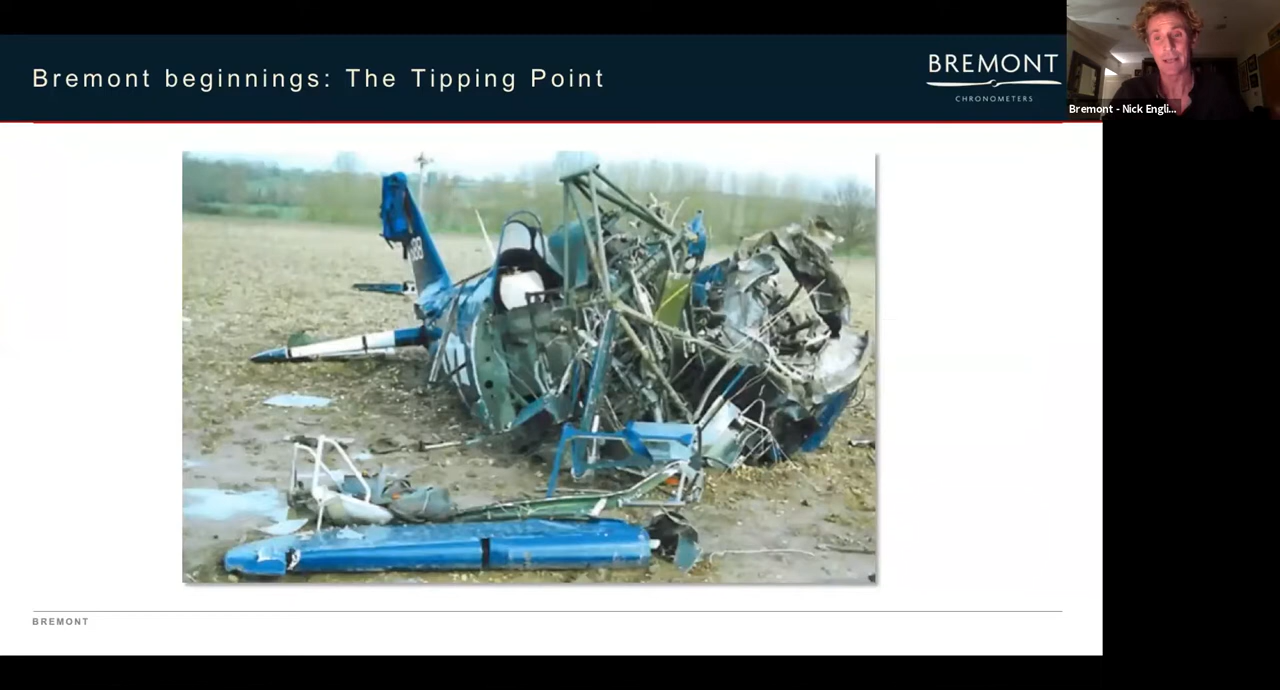 Bremont beginnings: The Tipping Point
BREMONT
CHRONOMETERS
Bremont - Nick Engli...
BREMONT